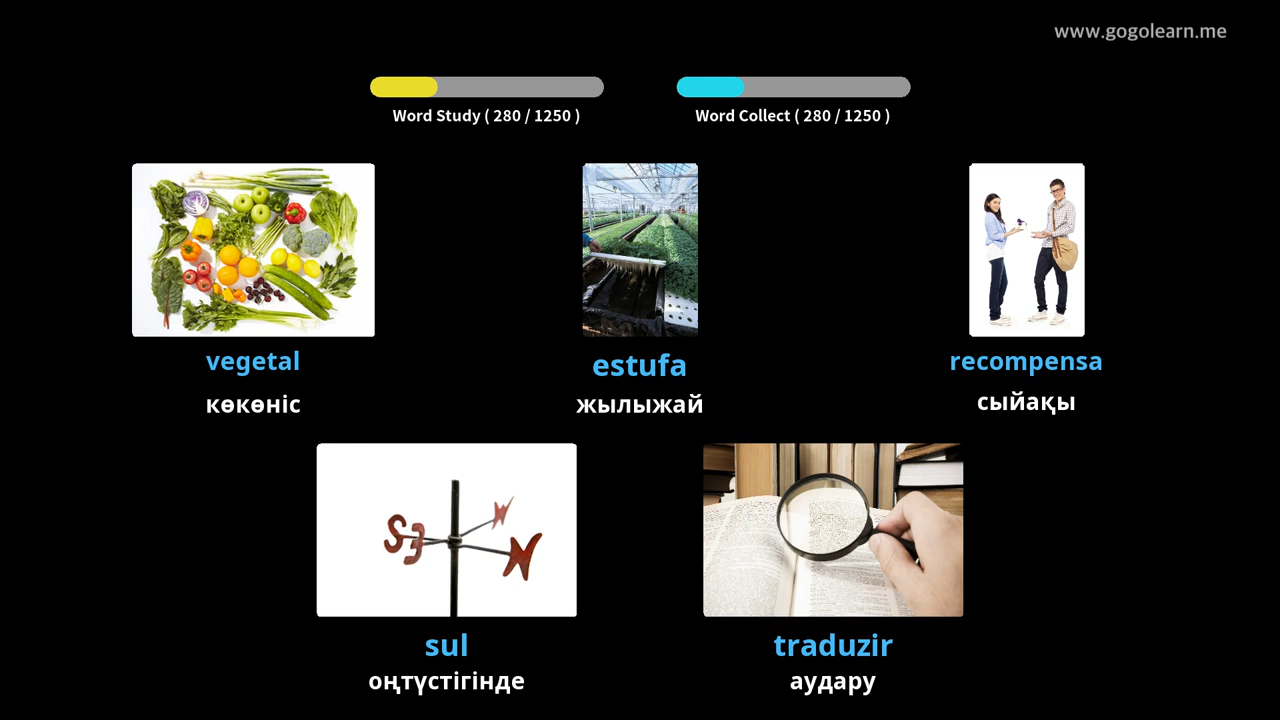 www.gogolearn.me
Word Study ( 280 / 1250 )
Word Collect ( 280 / 1250 )
vegetal
көкөніс
estufa
жылыжай
recompensa
сыйақы
sul
оңтүстігінде
traduzir
аудару